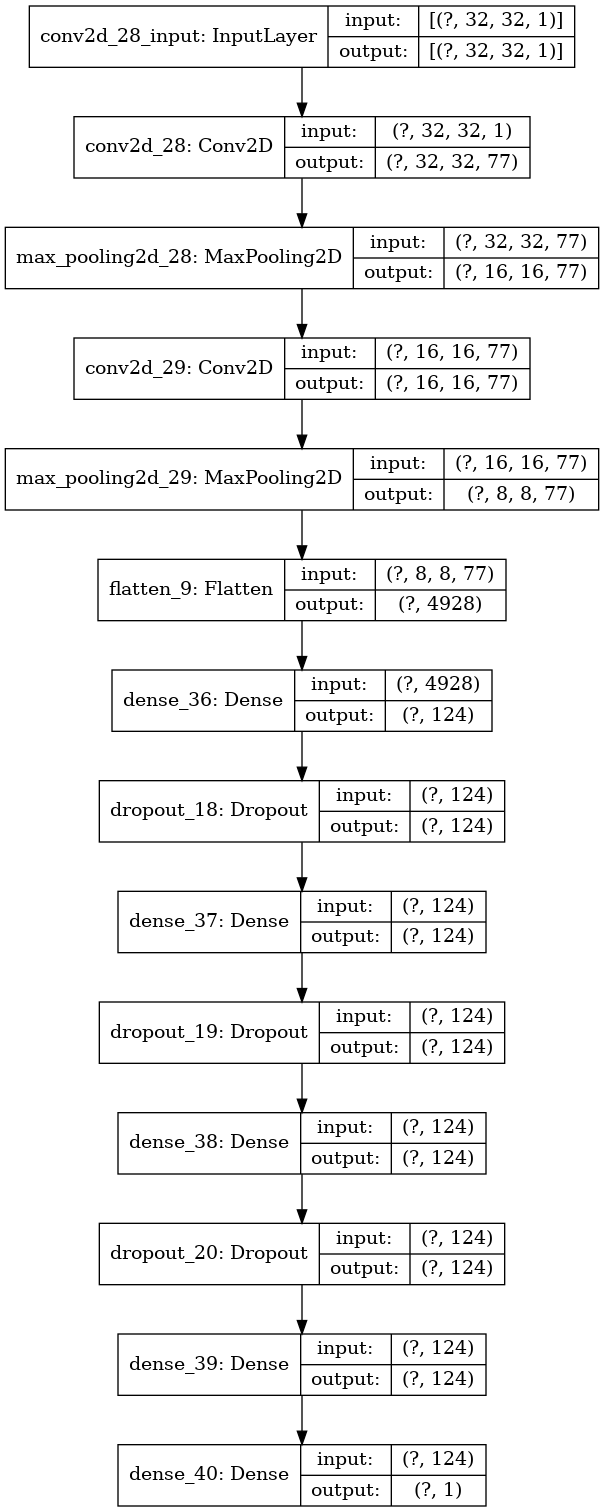 conv2d_28_input: InputLayer
input: [(?, 32, 32, 1)]
output: [(?, 32, 32, 1)]
conv2d_28: Conv2D
input: (?, 32, 32, 1)
output: (?, 32, 32, 77)
max_pooling2d_28: MaxPooling2D
input: (?, 32, 32, 77)
output: (?, 16, 16, 77)
conv2d_29: Conv2D
input: (?, 16, 16, 77)
output: (?, 16, 16, 77)
max_pooling2d_29: MaxPooling2D
input: (?, 16, 16, 77)
output: (?, 8, 8, 77)
flatten_9: Flatten
input: (?, 8, 8, 77)
output: (?, 4928)
dense_36: Dense
input: (?, 4928)
output: (?, 124)
dropout_18: Dropout
input: (?, 124)
output: (?, 124)
dense_37: Dense
input: (?, 124)
output: (?, 124)
dropout_19: Dropout
input: (?, 124)
output: (?, 124)
dense_38: Dense
input: (?, 124)
output: (?, 124)
dropout_20: Dropout
input: (?, 124)
output: (?, 124)
dense_39: Dense
input: (?, 124)
output: (?, 124)
dense_40: Dense
input: (?, 124)
output: (?, 1)